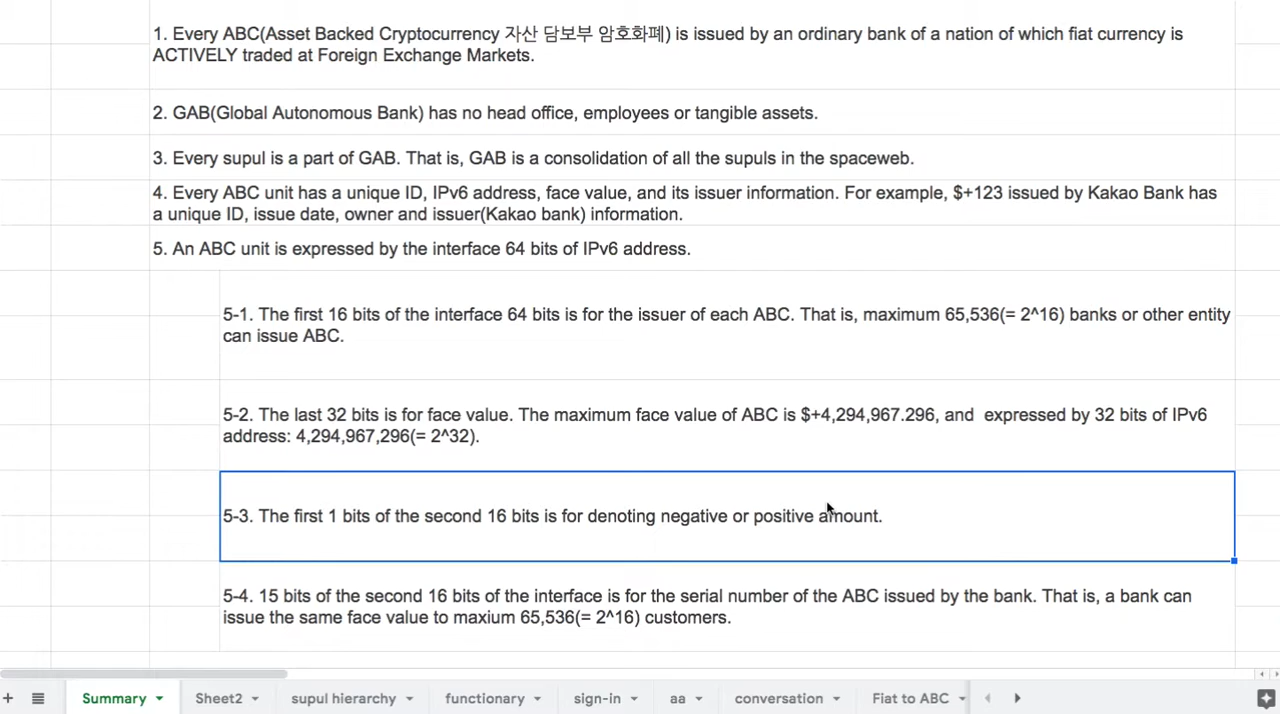 1. Every ABC(Asset Backed Cryptocurrency 자산 담보부 암호화폐) is issued by an ordinary bank of a nation of which fiat currency is
ACTIVELY traded at Foreign Exchange Markets.
2. GAB(Global Autonomous Bank) has no head office, employees or tangible assets.
3. Every supul is a part of GAB. That is, GAB is a consolidation of all the supuls in the spaceweb.
4. Every ABC unit has a unique ID, IPv6 address, face value, and its issuer information. For example, $+123 issued by Kakao Bank has
a unique ID, issue date, owner and issuer(Kakao bank) information.
5. An ABC unit is expressed by the interface 64 bits of IPv6 address.
5-1. The first 16 bits of the interface 64 bits is for the issuer of each ABC. That is, maximum 65,536(= 2^16) banks or other entity
can issue ABC.
5-2. The last 32 bits is for face value. The maximum face value of ABC is $+4,294,967.296, and  expressed by 32 bits of IPv6
address: 4,294,967,296(= 2^32).
5-3. The first 1 bits of the second 16 bits is for denoting negative or positive amount.
5-4. 15 bits of the second 16 bits of the interface is for the serial number of the ABC issued by the bank. That is, a bank can
issue the same face value to maxium 65,536(= 2^16) customers.
Summary Sheet2 supul hierarchy functionary sign-in aa conversation Fiat to ABC